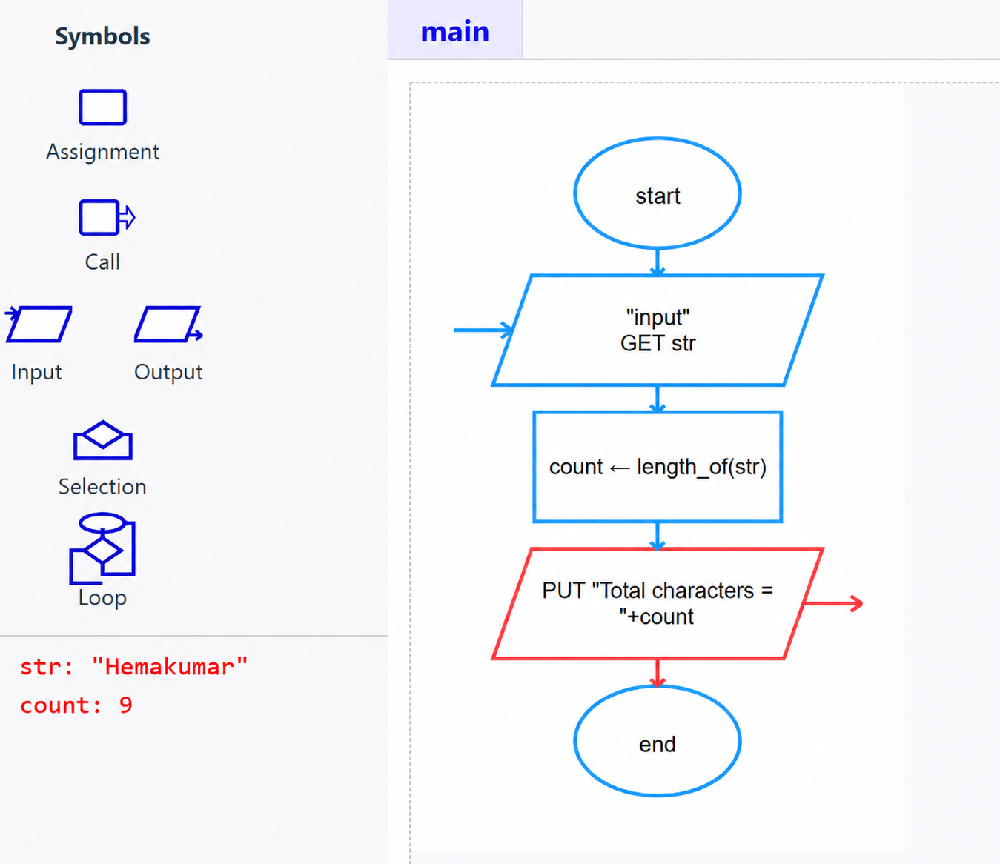 Symbols
Assignment
Call
Input Output
Selection
Loop
str: "Hemakumar"
count: 9
main
start
"input"
GET str
count ← length_of(str)
PUT "Total characters =
"+count
end